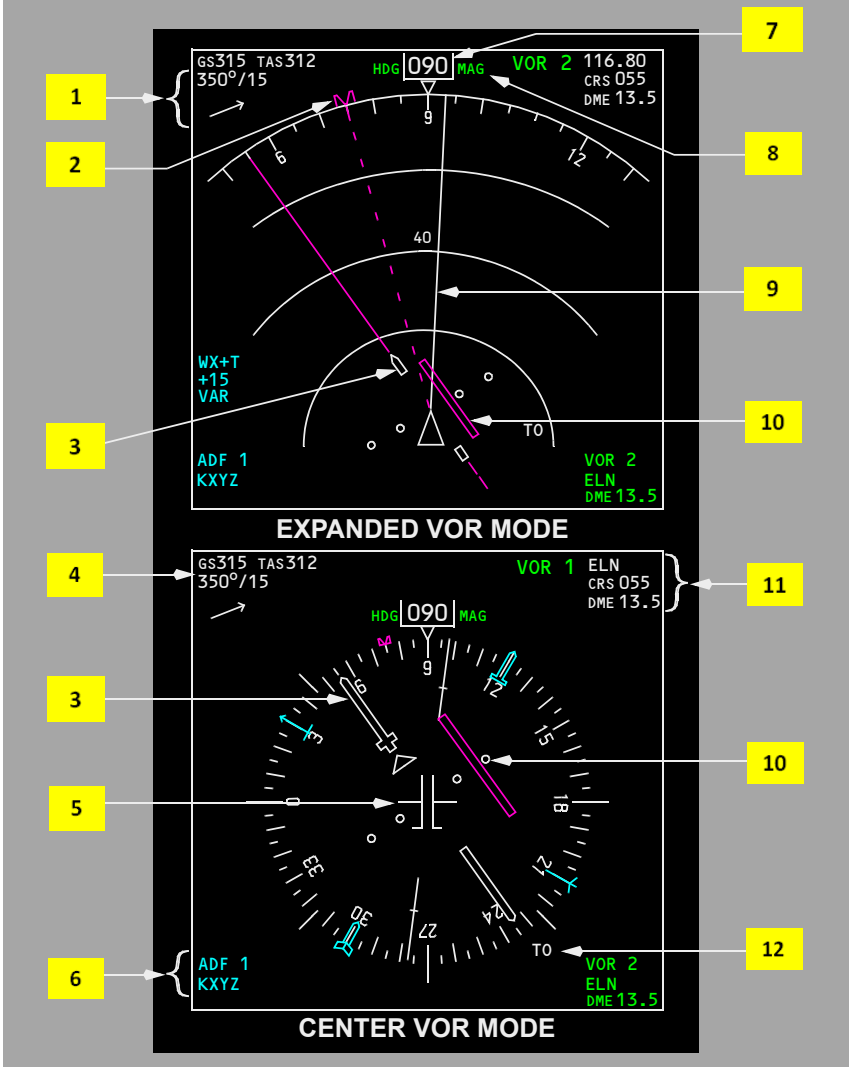 7
GS315 TAS312
HDG 090 MAG
VOR 2 116.80
350°/15
CRS 055
DME 13.5
1
9
2
6
12
8
40
9
WX+T
+15
VAR
3
TO
10
ADF 1
KXYZ
VOR 2
ELN
DME 13.5
EXPANDED VOR MODE
4
GS315 TAS312
350°/15
VOR 1 ELN
CRS 055
DME 13.5
11
HDG 090 MAG
9
6
12
3
3
15
10
5
0
18
33
21
30
27
24
TO
12
6
ADF 1
KXYZ
VOR 2
ELN
DME 13.5
CENTER VOR MODE